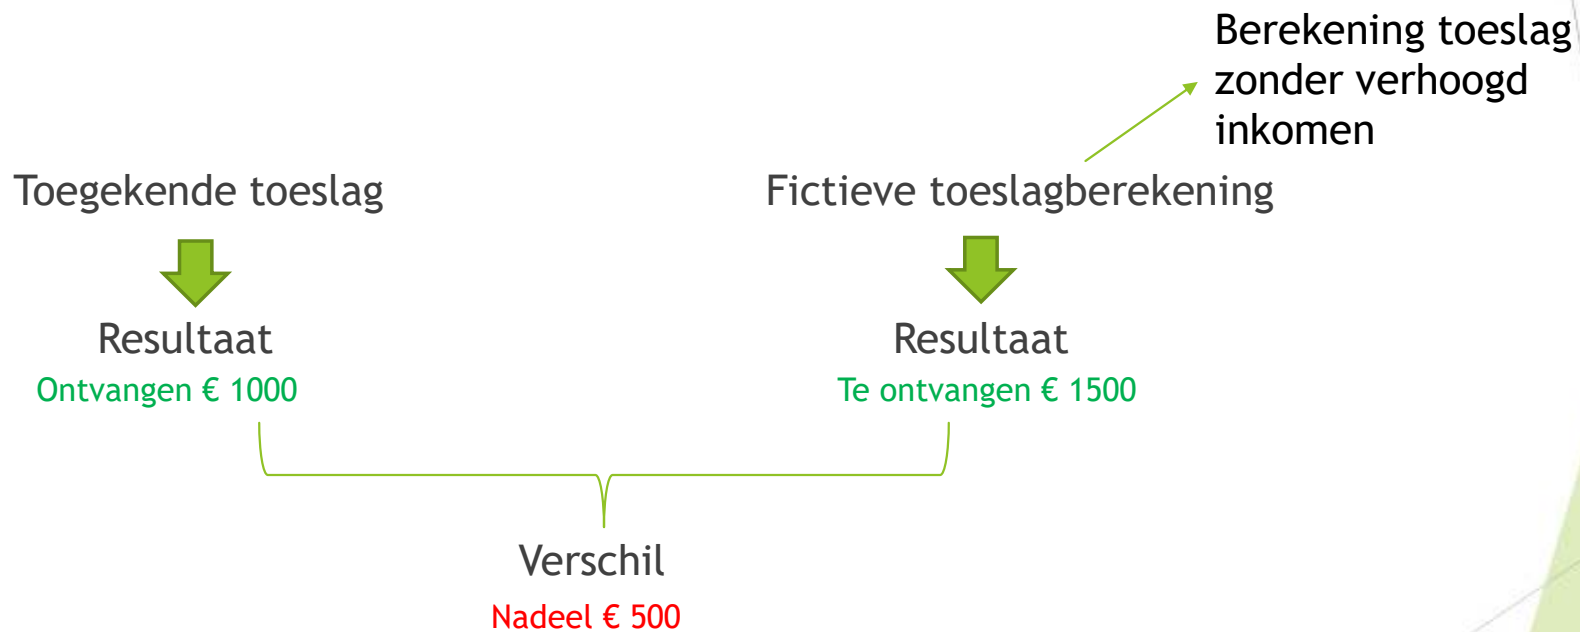 Berekening toeslag
zonder verhoogd
inkomen
Toegekende toeslag
Fictieve toeslagberekening
Resultaat
Resultaat
Ontvangen € 1000
Te ontvangen € 1500
Verschil
Nadeel € 500